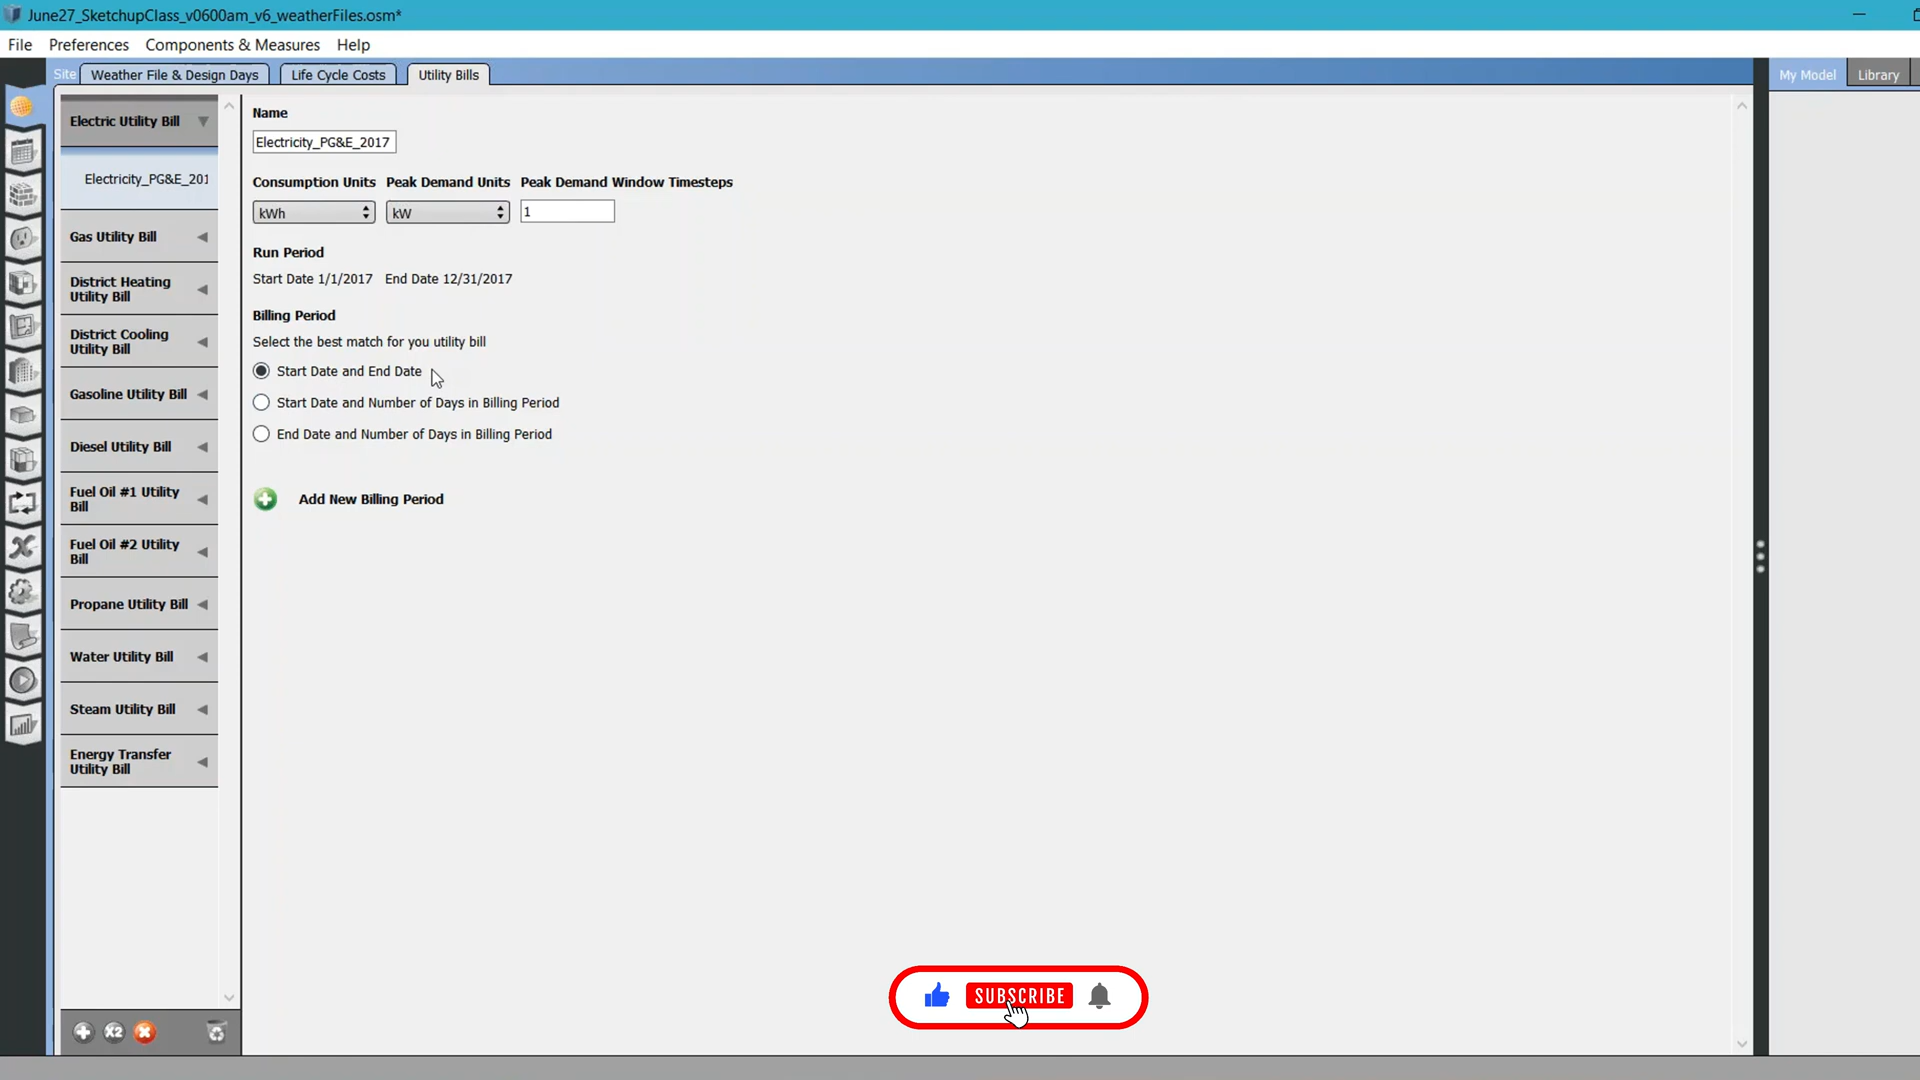 June27_SketchupClass_v0600am_v6_weatherFiles.osm*
File Preferences Components & Measures Help
Site Weather File & Design Days Life Cycle Costs Utility Bills My Model Library
Electric Utility Bill
Electricity_PG&E_201
Gas Utility Bill
District Heating
Utility Bill
District Cooling
Utility Bill
Gasoline Utility Bill
Diesel Utility Bill
Fuel Oil #1 Utility
Bill
Fuel Oil #2 Utility
Bill
Propane Utility Bill
Water Utility Bill
Steam Utility Bill
Energy Transfer
Utility Bill
X2
Name
Electricity_PG&E_2017
Consumption Units Peak Demand Units Peak Demand Window Timesteps
kWh kW 1
Run Period
Start Date 1/1/2017 End Date 12/31/2017
Billing Period
Select the best match for you utility bill
Start Date and End Date
Start Date and Number of Days in Billing Period
End Date and Number of Days in Billing Period
Add New Billing Period
SUBSCRIBE